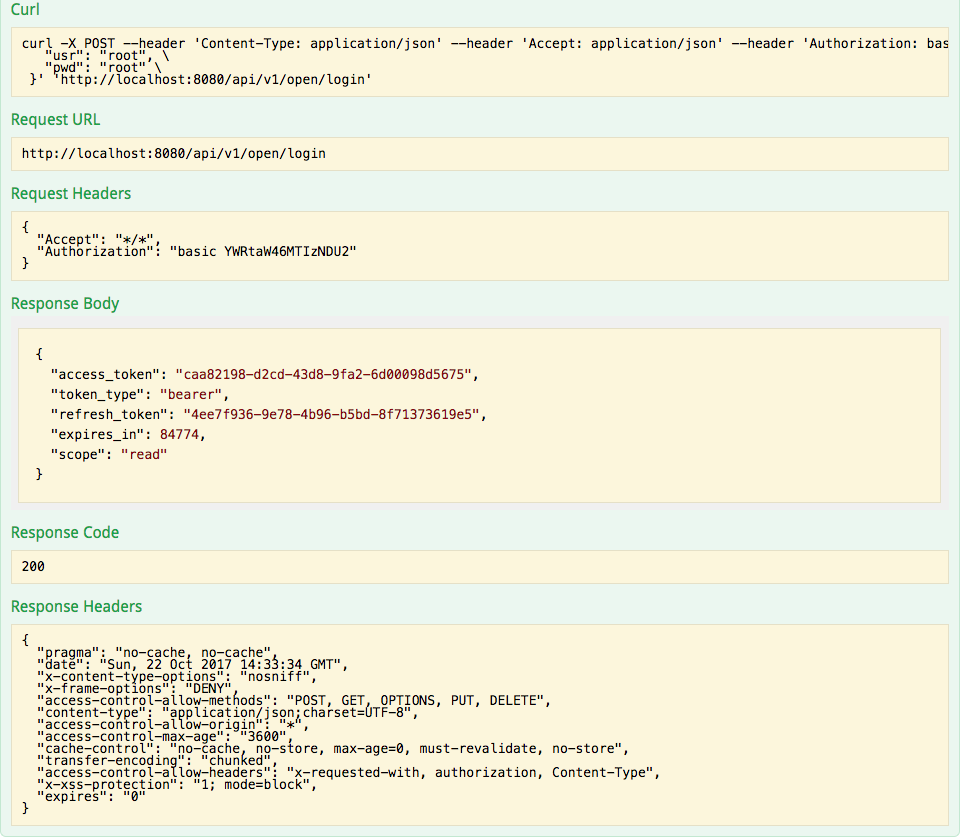 Curl
curl -X POST --header 'Content-Type: application/json' --header 'Accept: application/json' --header 'Authorization: bas
"usr": "root", \
"pwd": "root" \
}' 'http://localhost:8080/api/v1/open/login'
Request URL
http://localhost:8080/api/v1/open/login
Request Headers
{
"Accept": "*/*",
"Authorization": "basic YWRtaW46MTIzNDU2"
}
Response Body
{
"access_token": "caa82198-d2cd-43d8-9fa2-6d00098d5675",
"token_type": "bearer",
"refresh_token": "4ee7f936-9e78-4b96-b5bd-8f71373619e5",
"expires_in": 84774,
"scope": "read"
}
Response Code
200
Response Headers
{
"pragma": "no-cache, no-cache",
"date": "Sun, 22 Oct 2017 14:33:34 GMT",
"x-content-type-options": "nosniff",
"x-frame-options": "DENY",
"access-control-allow-methods": "POST, GET, OPTIONS, PUT, DELETE",
"content-type": "application/json;charset=UTF-8",
"access-control-allow-origin": "*",
"access-control-max-age": "3600",
"cache-control": "no-cache, no-store, max-age=0, must-revalidate, no-store",
"transfer-encoding": "chunked",
"access-control-allow-headers": "x-requested-with, authorization, Content-Type",
"x-xss-protection": "1; mode=block",
"expires": "0"
}